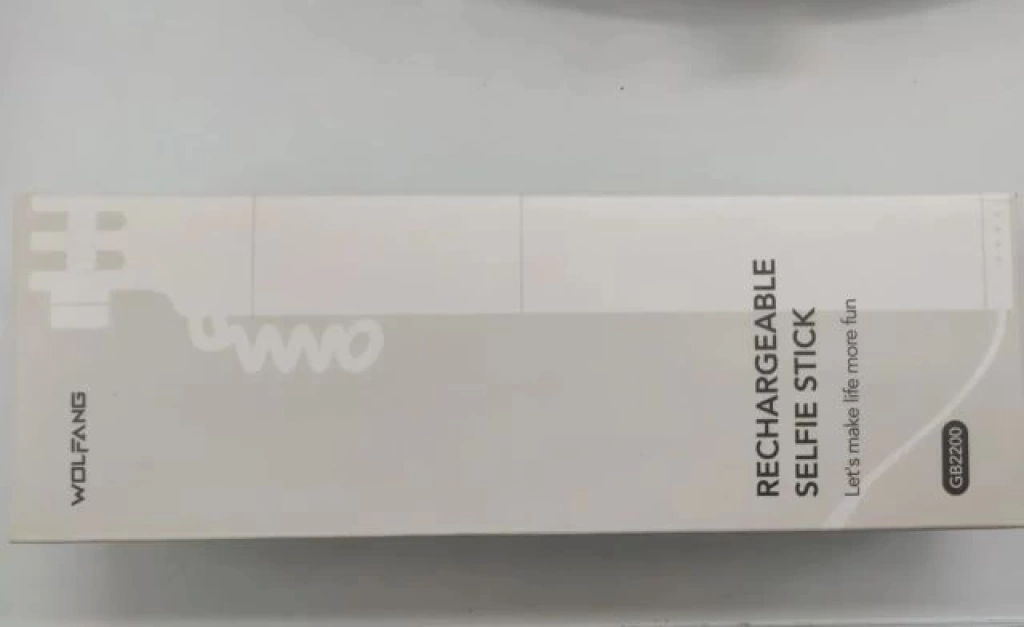 WOLFANG
RECHARGEABLE
SELFIE STICK
Let's make life more fun
GB2200